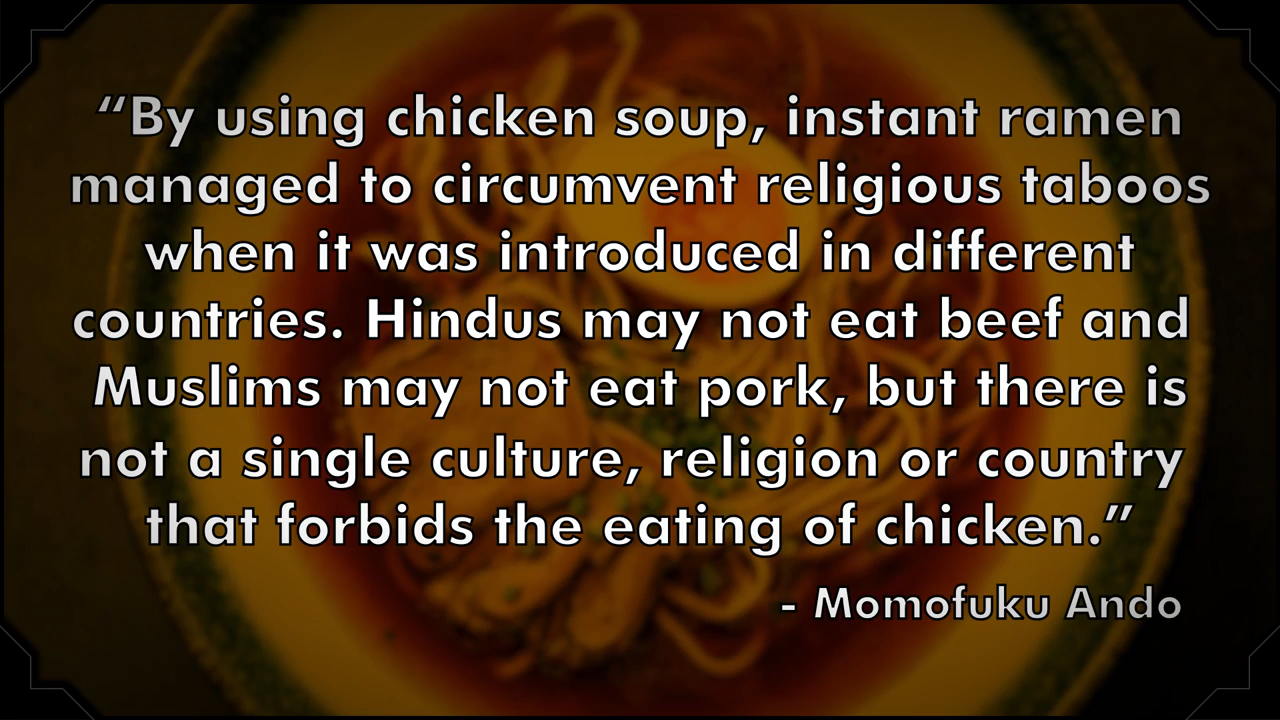 “By using chicken soup, instant ramen
managed to circumvent religious taboos
when it was introduced in different
countries. Hindus may not eat beef and
Muslims may not eat pork, but there is
not a single culture, religion or country
that forbids the eating of chicken.”
- Momofuku Ando